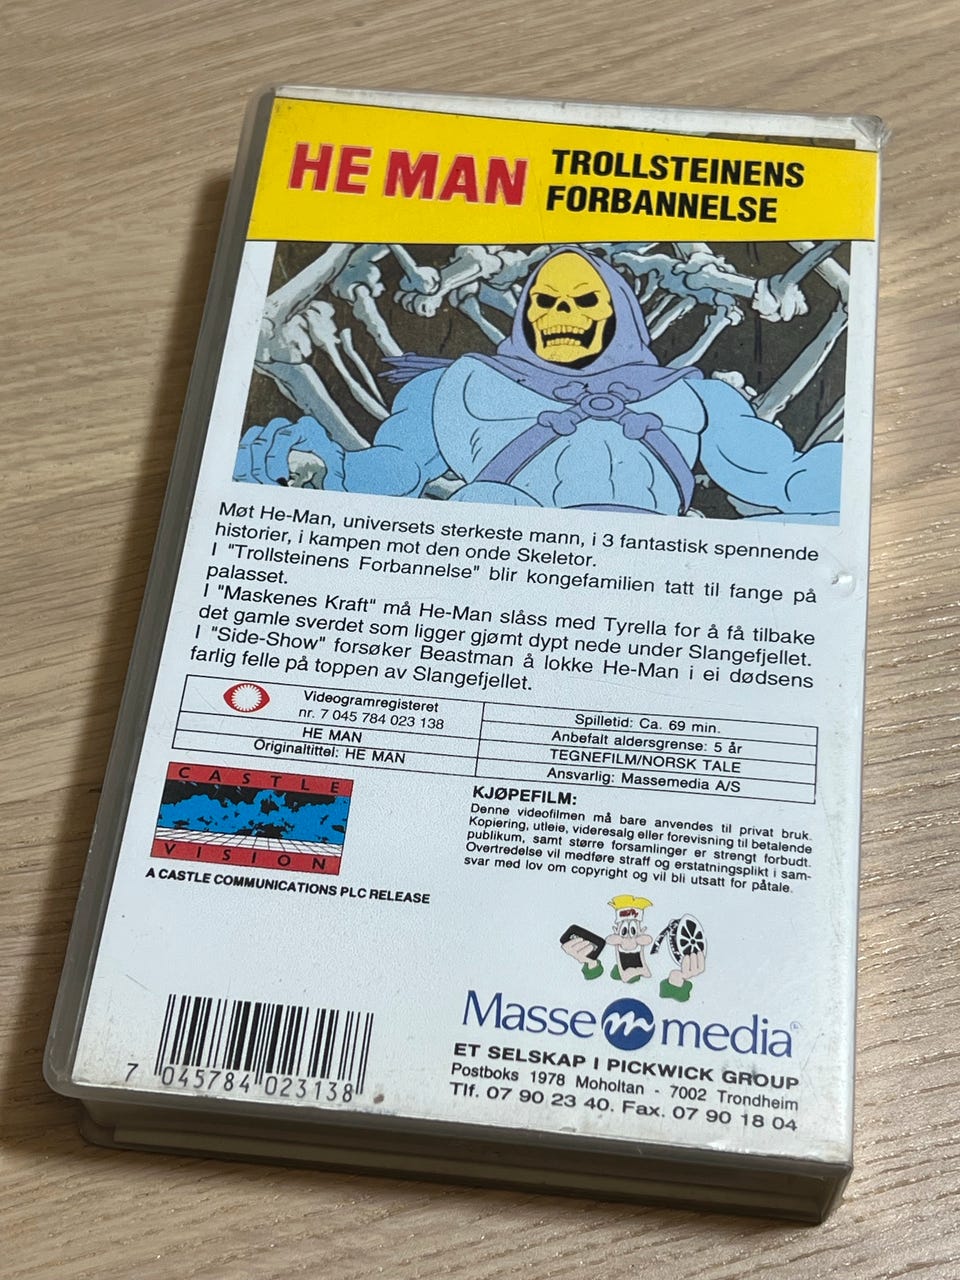 HE MAN
TROLLSTEINENS
FORBANNELSE
Møt He-Man, universets sterkeste mann, i 3 fantastisk spennende
historier, i kampen mot den onde Skeletor.
I "Trollsteinens Forbannelse" blir kongefamilien tatt til fange på
palasset.
I "Maskenes Kraft" må He-Man slåss med Tyrella for å få tilbake
det gamle sverdet som ligger gjømt dypt nede under Slangefjellet.
I "Side-Show" forsøker Beastman å lokke He-Man i ei dødsens
farlig felle på toppen av Slangefjellet.
Videogramregisteret
nr. 7 045 784 023 138
HE MAN
Originaltittel: HE MAN
Spilletid: Ca. 69 min.
Anbefalt aldersgrense: 5 år
TEGNEFILM/NORSK TALE
Ansvarlig: Massemedia A/S
CASTLE
VISION
A CASTLE COMMUNICATIONS PLC RELEASE
KJØPEFILM:
Denne videofilmen må bare anvendes til privat bruk.
Kopiering, utleie, videresalg eller forevisning til betalende
publikum, samt større forsamlinger er strengt forbudt.
Overtredelse vil medføre straff og erstatningsplikt i sam-
svar med lov om copyright og vil bli utsatt for påtale.
Masse m media
ET SELSKAP I PICKWICK GROUP
Postboks 1978 Moholtan - 7002 Trondheim
Tlf. 07 90 23 40. Fax. 07 90 18 04
7 045784 023138